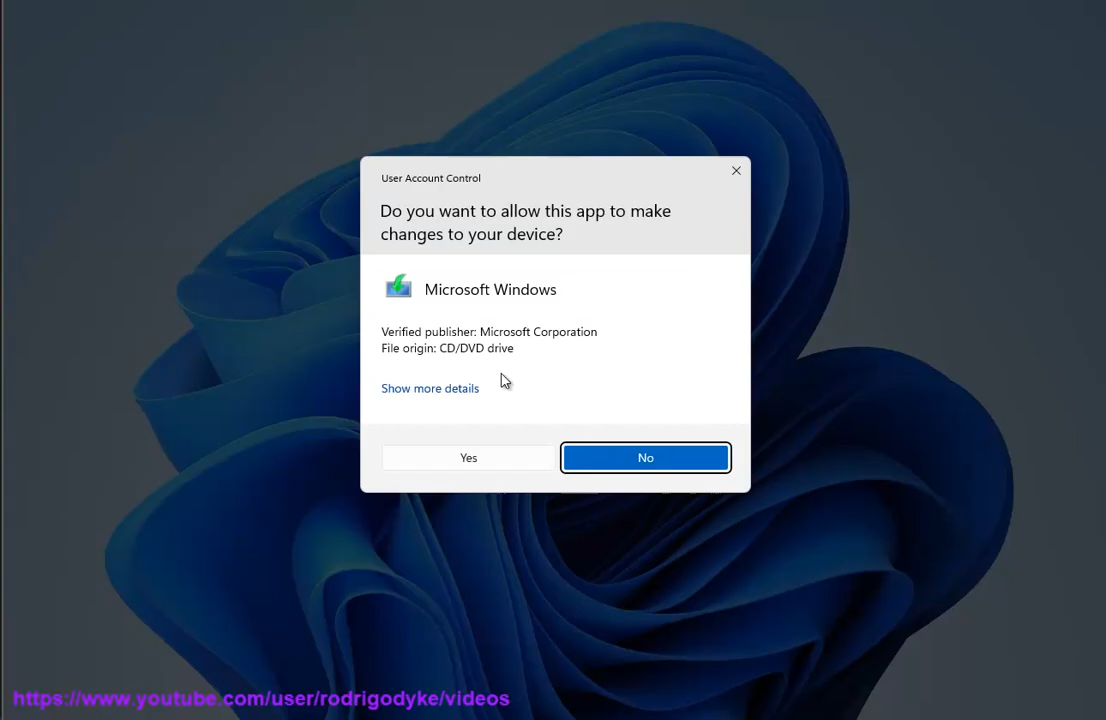 User Account Control
Do you want to allow this app to make
changes to your device?
Microsoft Windows
Verified publisher: Microsoft Corporation
File origin: CD/DVD drive
Show more details
Yes
No
https://www.youtube.com/user/rodrigodyke/videos